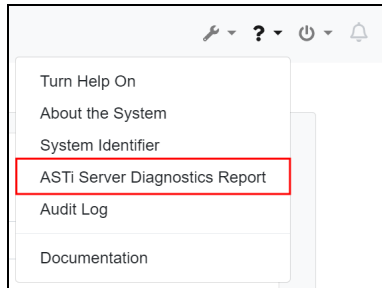 ?
Turn Help On
About the System
System Identifier
ASTi Server Diagnostics Report
Audit Log
Documentation